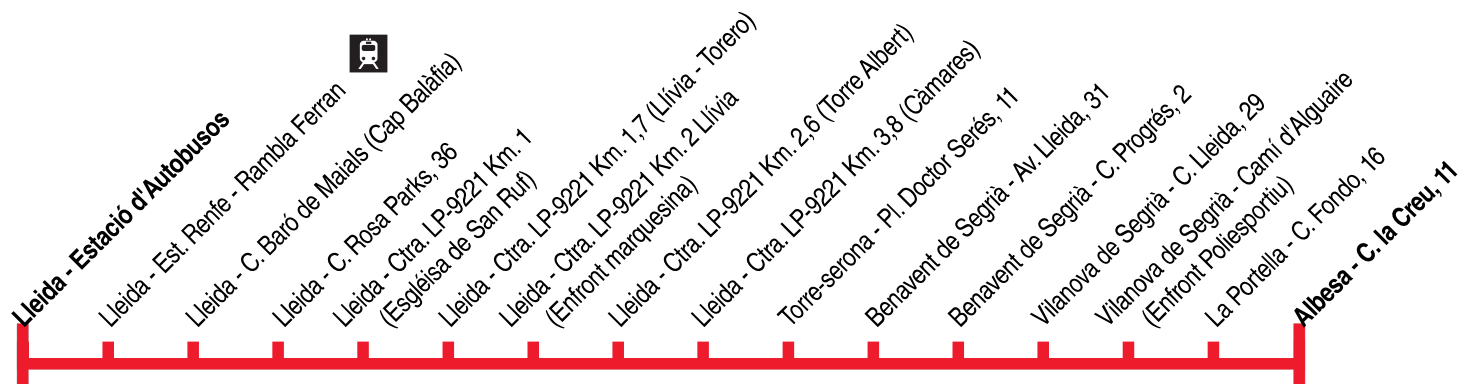 Lleida - Estació d'Autobusos
Lleida - Est. Renfe - Rambla Ferran
Lleida - C. Baró de Maials (Cap Balàfia)
Lleida - C. Rosa Parks, 36
Lleida - Ctra. LP-9221 Km. 1
(Esgléisa de San Ruf)
Lleida - Ctra. LP-9221 Km. 1,7 (Llívia - Torero)
Lleida - Ctra. LP-9221 Km. 2 Llívia
(Enfront marquesina)
Lleida - Ctra. LP-9221 Km. 2,6 (Torre Albert)
Lleida - Ctra. LP-9221 Km. 3,8 (Càmares)
Torre-serona - Pl. Doctor Serés, 11
Benavent de Segrià - Av. Lleida, 31
Benavent de Segrià - C. Progrés, 2
Vilanova de Segrià - C. Lleida, 29
Vilanova de Segrià - Camí d'Alguaire
(Enfront Poliesportiu)
La Portella - C. Fondo, 16
Albesa - C. la Creu, 11